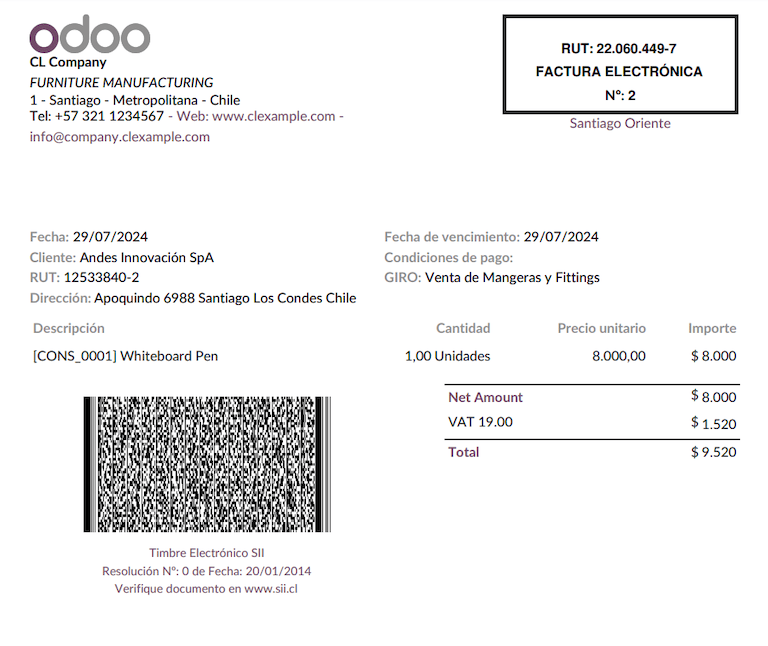 odoo
CL Company
FURNITURE MANUFACTURING
1 - Santiago - Metropolitana - Chile
Tel: +57 321 1234567 - Web: www.clexample.com -
info@company.clexample.com
RUT: 22.060.449-7
FACTURA ELECTRÓNICA
Nº: 2
Santiago Oriente
Fecha: 29/07/2024
Cliente: Andes Innovación SpA
RUT: 12533840-2
Dirección: Apoquindo 6988 Santiago Los Condes Chile
Fecha de vencimiento: 29/07/2024
Condiciones de pago:
GIRO: Venta de Mangeras y Fittings
Descripción Cantidad Precio unitario Importe
[CONS_0001] Whiteboard Pen 1,00 Unidades 8.000,00 $ 8.000
Net Amount $ 8.000
VAT 19.00 $ 1.520
Total $ 9.520
Timbre Electrónico SII
Resolución Nº: 0 de Fecha: 20/01/2014
Verifique documento en www.sii.cl